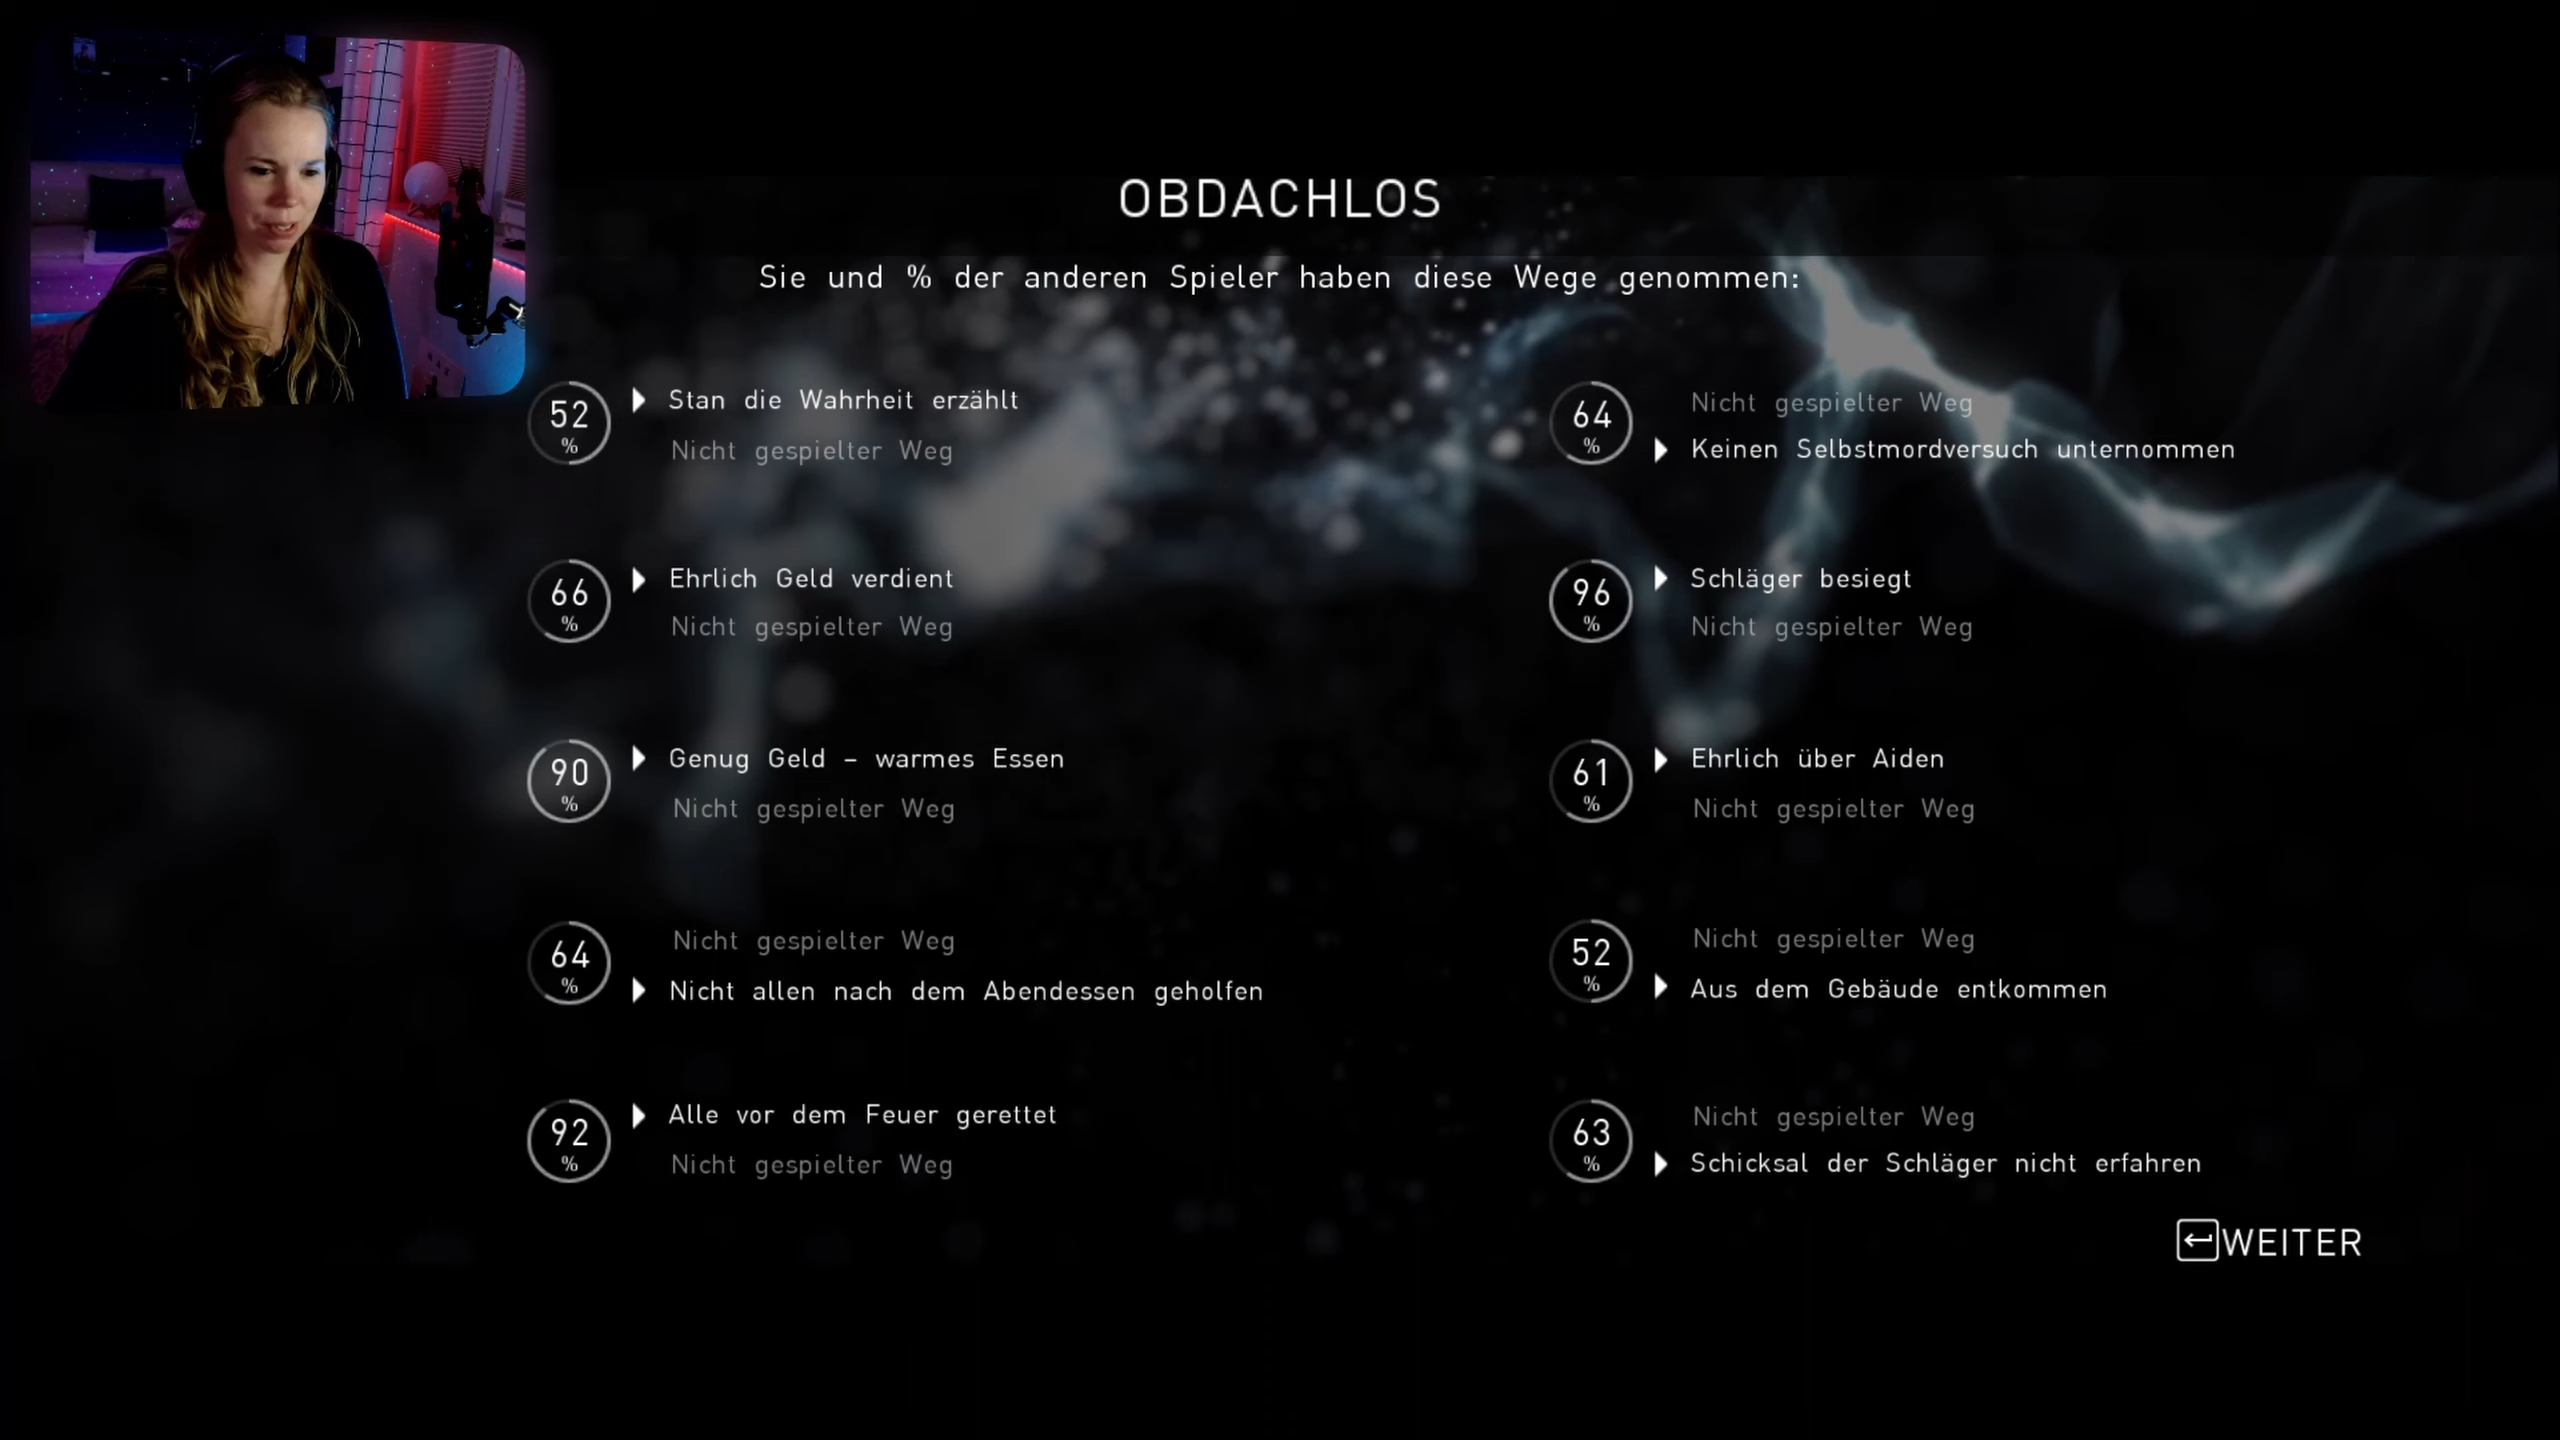 OBDACHLOS
Sie und % der anderen Spieler haben diese Wege genommen:
52
%
Stan die Wahrheit erzählt
Nicht gespielter Weg
66
%
Ehrlich Geld verdient
Nicht gespielter Weg
90
%
Genug Geld – warmes Essen
Nicht gespielter Weg
64
%
Nicht gespielter Weg
Nicht allen nach dem Abendessen geholfen
92
%
Alle vor dem Feuer gerettet
Nicht gespielter Weg
64
%
Nicht gespielter Weg
Keinen Selbstmordversuch unternommen
96
%
Schläger besiegt
Nicht gespielter Weg
61
%
Ehrlich über Aiden
Nicht gespielter Weg
52
%
Nicht gespielter Weg
Aus dem Gebäude entkommen
63
%
Nicht gespielter Weg
Schicksal der Schläger nicht erfahren
WEITER